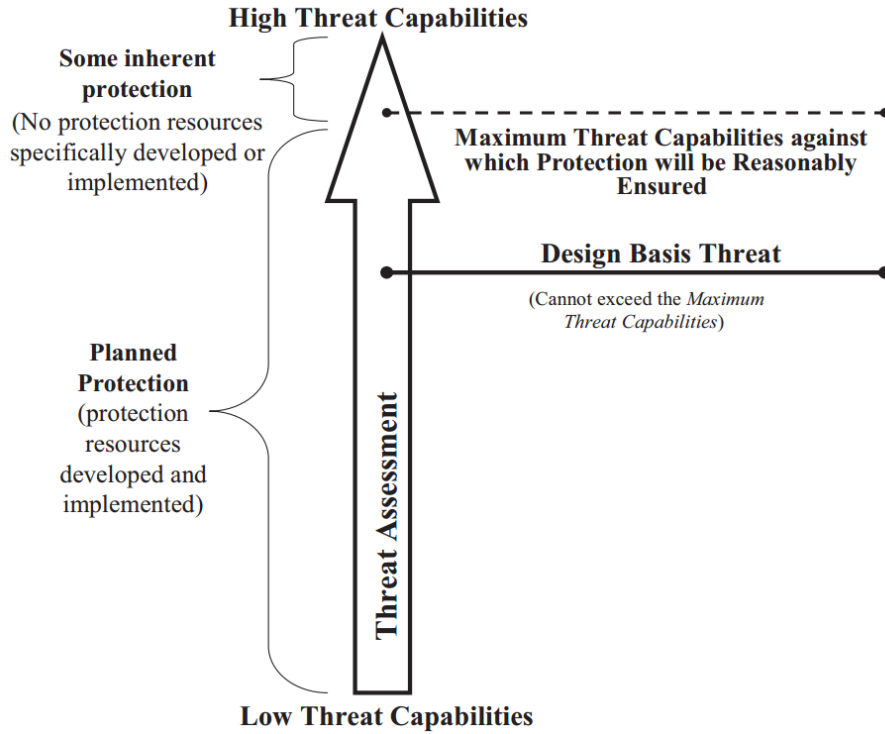 High Threat Capabilities
Some inherent
protection
(No protection resources
specifically developed or
implemented)
Maximum Threat Capabilities against
which Protection will be Reasonably
Ensured
Design Basis Threat
(Cannot exceed the Maximum
Threat Capabilities)
Planned
Protection
(protection
resources
developed and
implemented)
Threat Assessment
Low Threat Capabilities